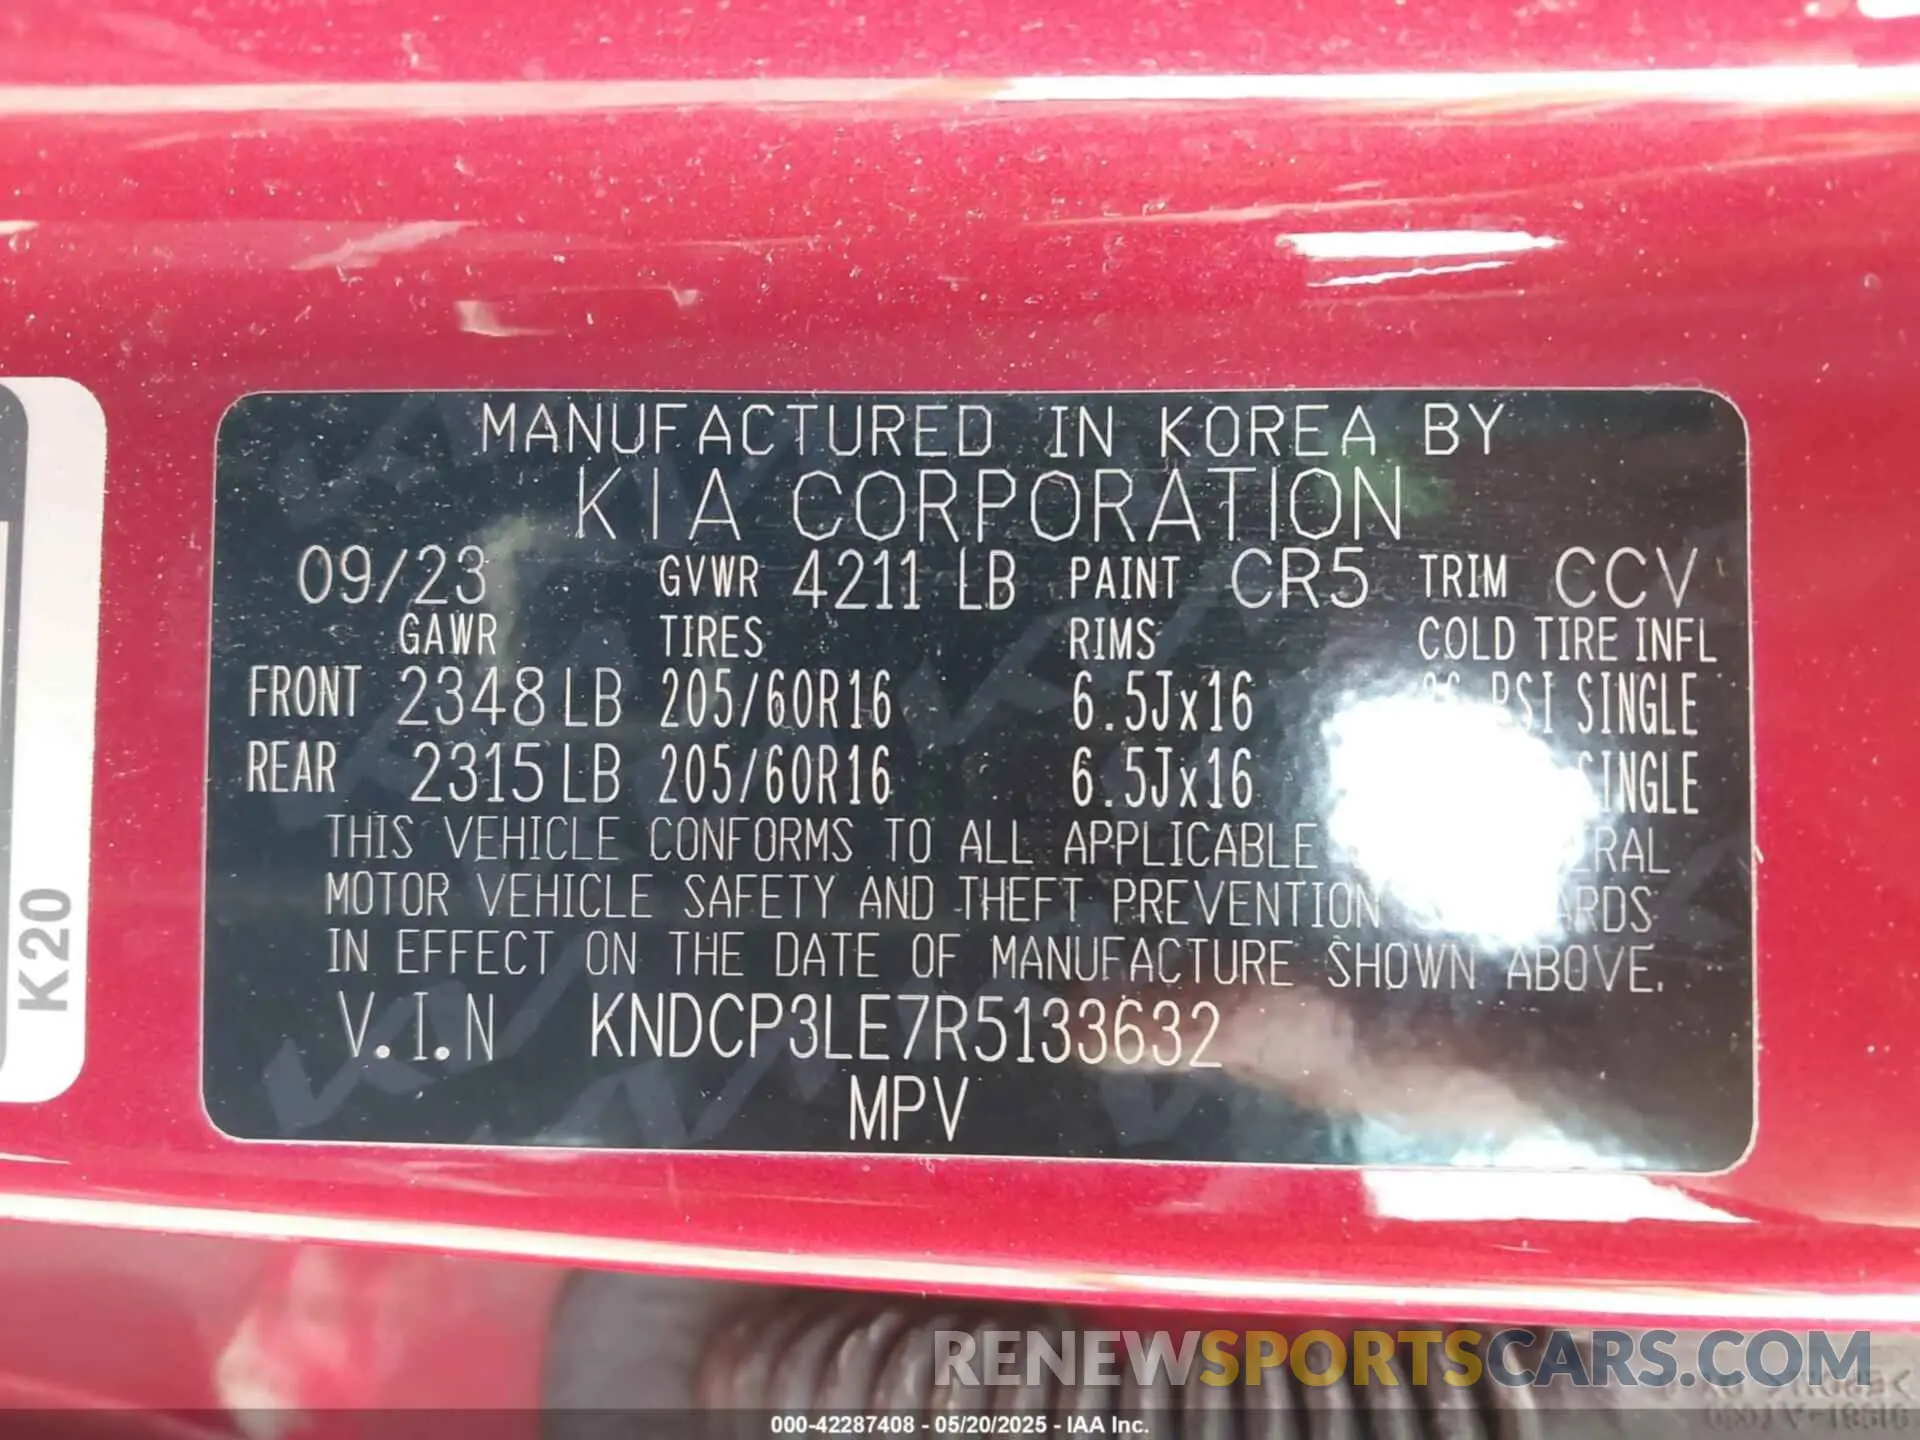 MANUFACTURED IN KOREA BY
KIA CORPORATION
09/23 GVWR 4211 LB PAINT CR5 TRIM CCV
GAWR TIRES RIMS COLD TIRE INFL
FRONT 2348 LB 205/60R16 6.5Jx16 PSI SINGLE
REAR 2315 LB 205/60R16 6.5Jx16 SINGLE
THIS VEHICLE CONFORMS TO ALL APPLICABLE
MOTOR VEHICLE SAFETY AND THEFT PREVENTION
IN EFFECT ON THE DATE OF MANUFACTURE SHOWN ABOVE.
V.I.N KNDCP3LE7R5133632
MPV
K20
RENEWSPORTSCARS.COM
000-42287408 - 05/20/2025 - IAA Inc.